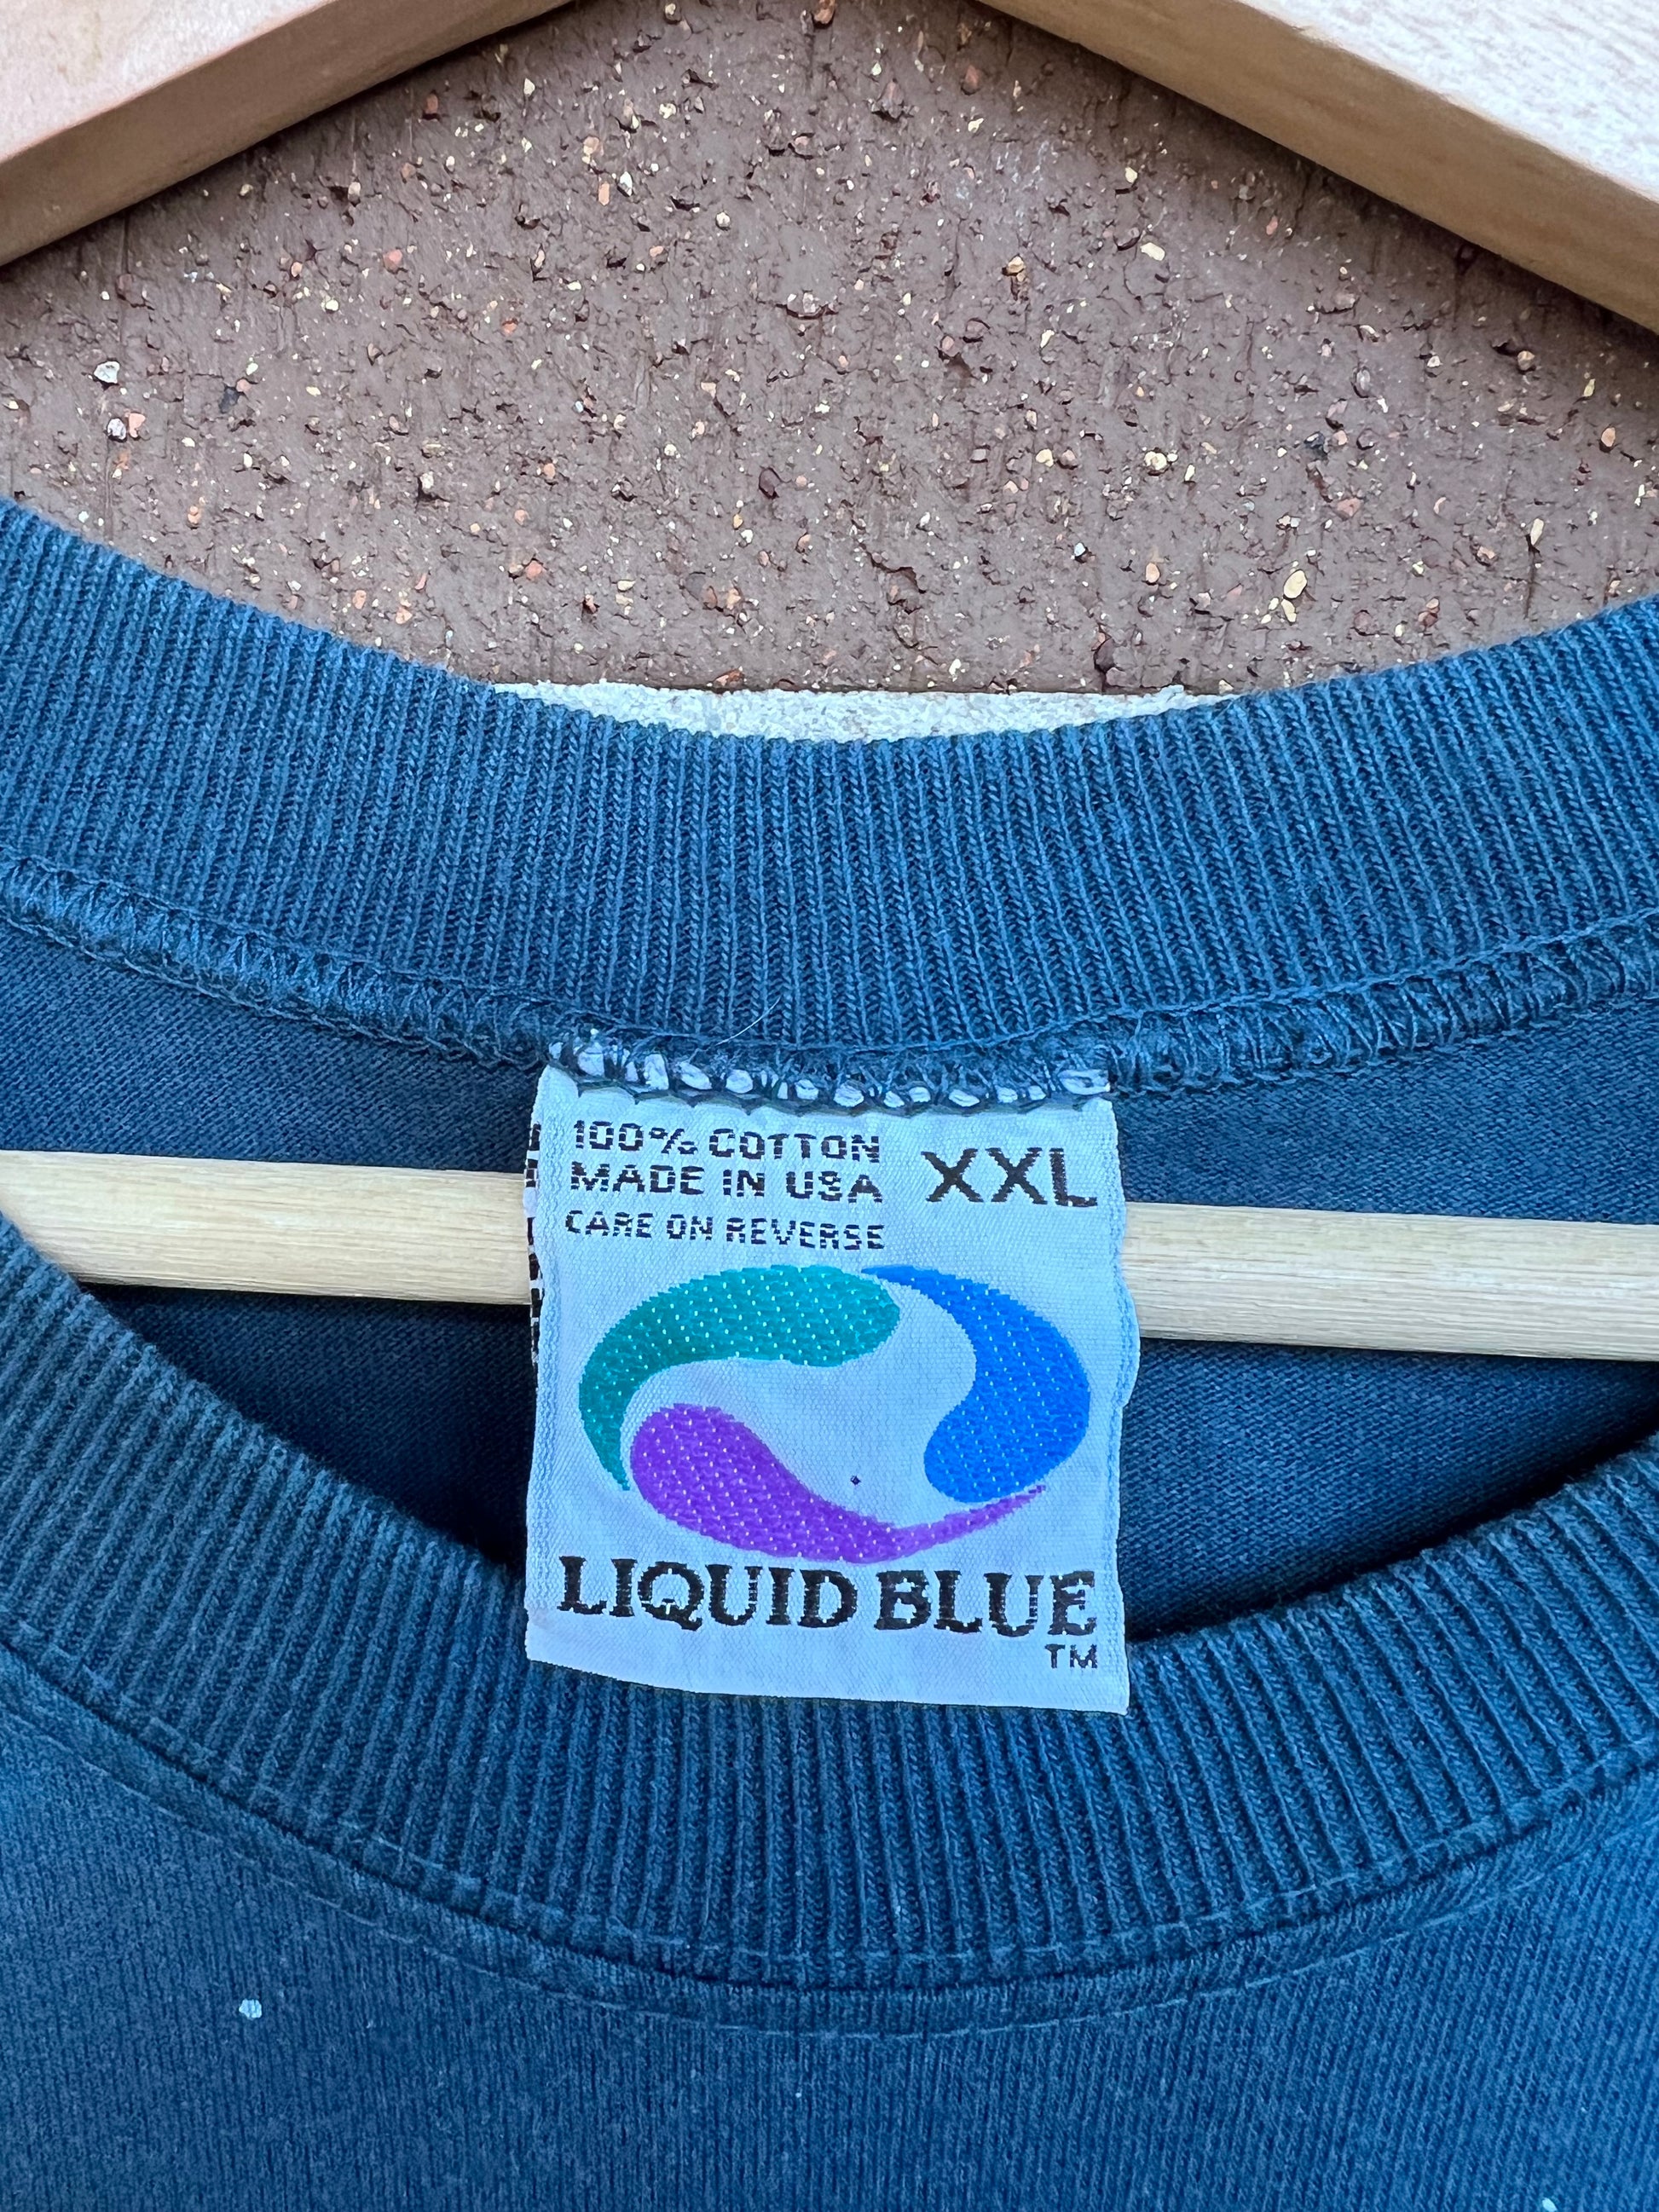 100% COTTON
MADE IN USA
XXL
CARE ON REVERSE
LIQUID BLUE
TM